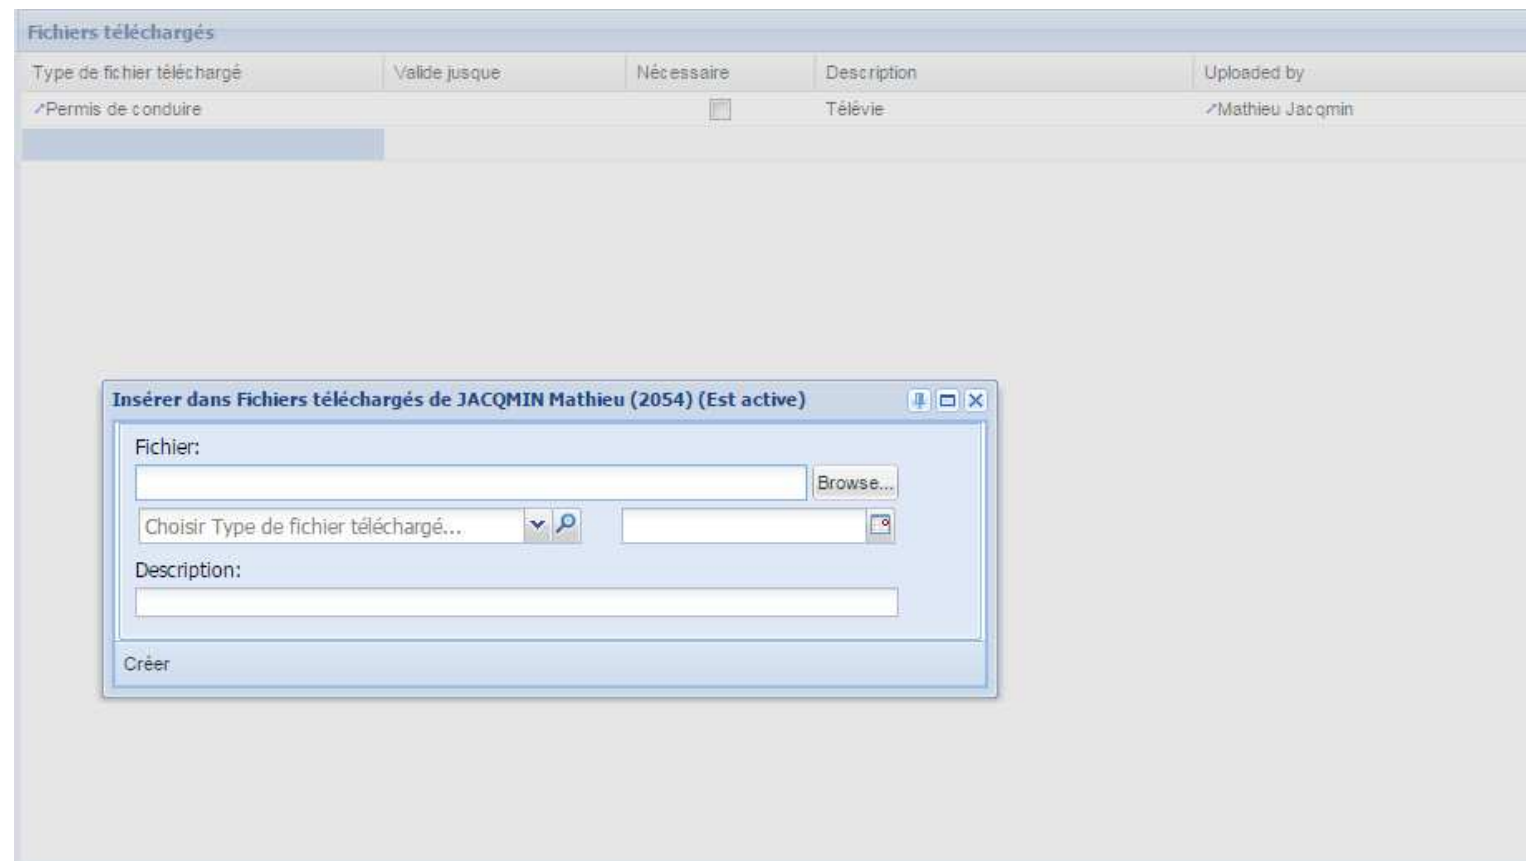 Fichiers téléchargés
Type de fichier téléchargé Valide jusque Nécessaire Description Uploaded by
Permis de conduire Télévie Mathieu Jacqmin
Insérer dans Fichiers téléchargés de JACQMIN Mathieu (2054) (Est active)
Fichier:
Browse...
Choisir Type de fichier téléchargé...
Description:
Créer